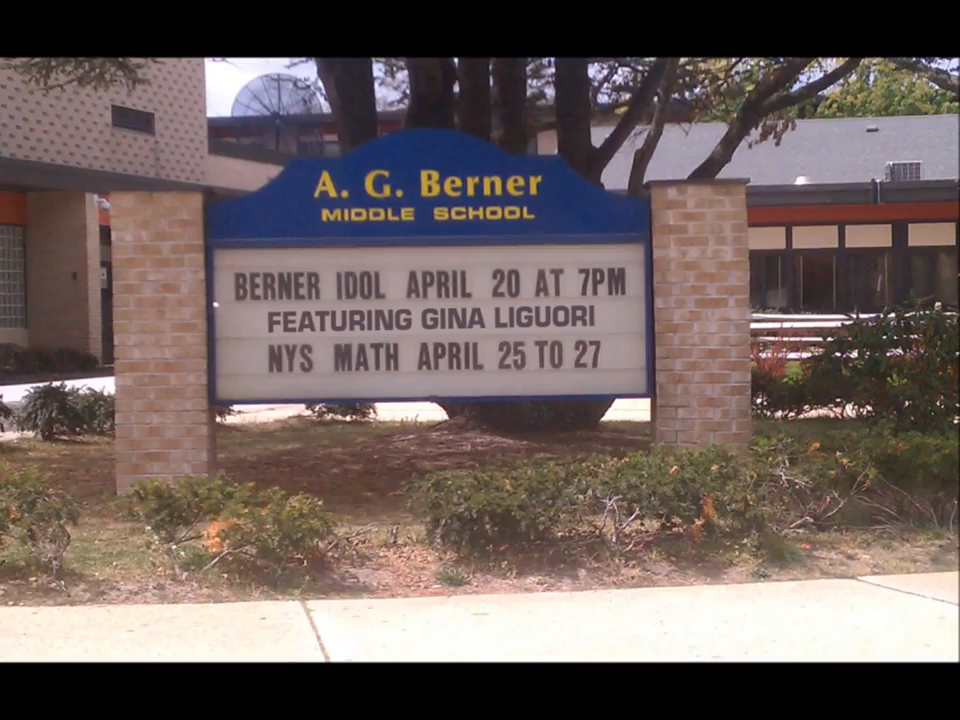 A. G. Berner
MIDDLE SCHOOL
BERNER IDOL APRIL 20 AT 7PM
FEATURING GINA LIGUORI
NYS MATH APRIL 25 TO 27